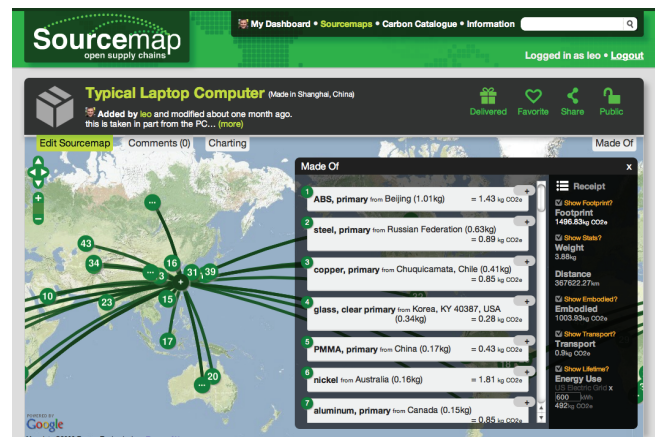 My Dashboard • Sourcemaps • Carbon Catalogue • Information
Sourcemap
open supply chains
Logged in as leo • Logout
Typical Laptop Computer (Made in Shanghai, China)
Added by leo and modified about one month ago.
this is taken in part from the PC... (more)
Delivered Favorite Share Public
Edit Sourcemap Comments (0) Charting Made Of
Made Of x
1 ABS, primary from Beijing (1.01kg) + = 1.43 kg CO2e
2 steel, primary from Russian Federation (0.63kg) + = 0.89 kg CO2e
3 copper, primary from Chuquicamata, Chile (0.41kg) + = 0.85 kg CO2e
4 glass, clear primary from Korea, KY 40387, USA (0.34kg) + = 0.28 kg CO2e
5 PMMA, primary from China (0.17kg) + = 0.43 kg CO2e
6 nickel from Australia (0.16kg) + = 1.81 kg CO2e
7 aluminum, primary from Canada (0.15kg) + = 0.85 kg CO2e
Receipt
Show Footprint?
Footprint
1496.83kg CO2e
Show Stats?
Weight
3.88kg
Distance
367622.27km
Show Embodied?
Embodied
1003.93kg CO2e
Show Transport?
Transport
0.9kg CO2e
Show Lifetime?
Energy Use
US Electric Grid x
600 kWh
492kg CO2e
...
43
34
16
... 3 31 39
10
23
15
17
20
...
+
–
POWERED BY
Google